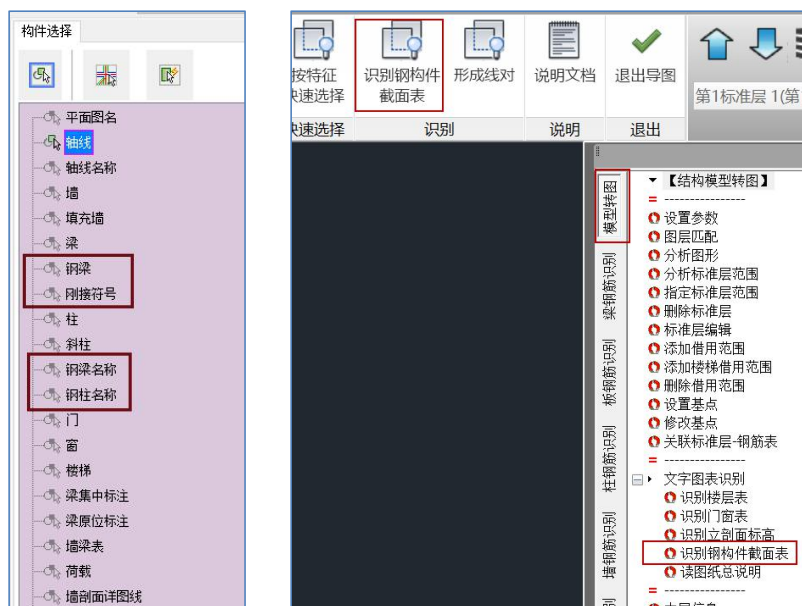 构件选择
平面图名
轴线
轴线名称
墙
填充墙
梁
钢梁
刚接符号
柱
斜柱
钢梁名称
钢柱名称
门
窗
楼梯
梁集中标注
梁原位标注
墙梁表
荷载
墙剖面详图线
按特征
快速选择
识别钢构件
截面表
形成线对
说明文档
退出导图
第1标准层 1(第
快速选择
识别
说明
退出
模型转图
梁钢筋识别
板钢筋识别
柱钢筋识别
墙钢筋识别
【结构模型转图】
= ----------------
设置参数
图层匹配
分析图形
分析标准层范围
指定标准层范围
删除标准层
标准层编辑
添加借用范围
添加楼梯借用范围
删除借用范围
设置基点
修改基点
关联标准层-钢筋表
= ----------------
文字图表识别
识别楼层表
识别门窗表
识别立剖面标高
识别钢构件截面表
读图纸总说明
= ----------------